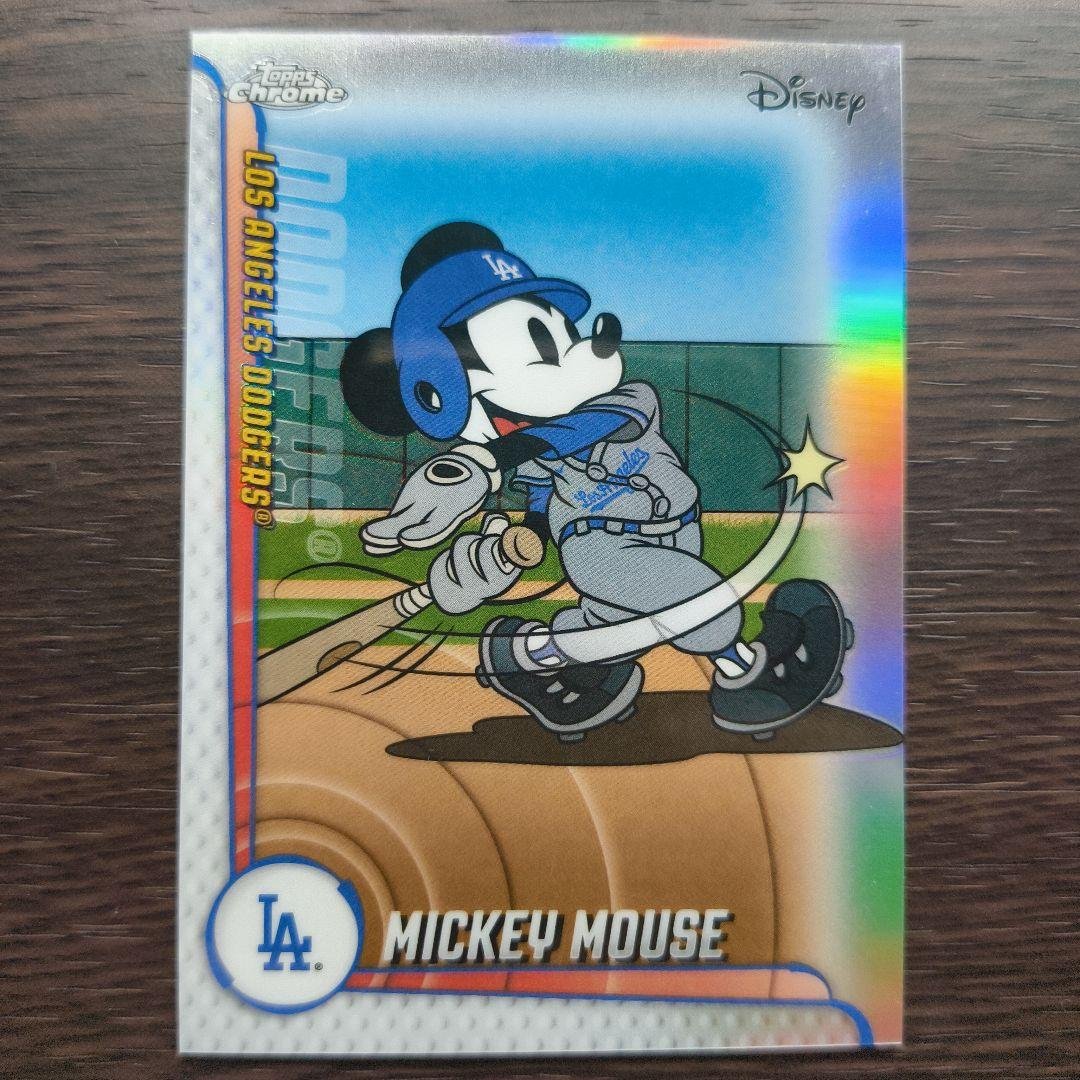 Topps
Chrome
Disney
DODGERS®
LOS ANGELES DODGERS®
LA
Los Angeles
LA®
MICKEY MOUSE